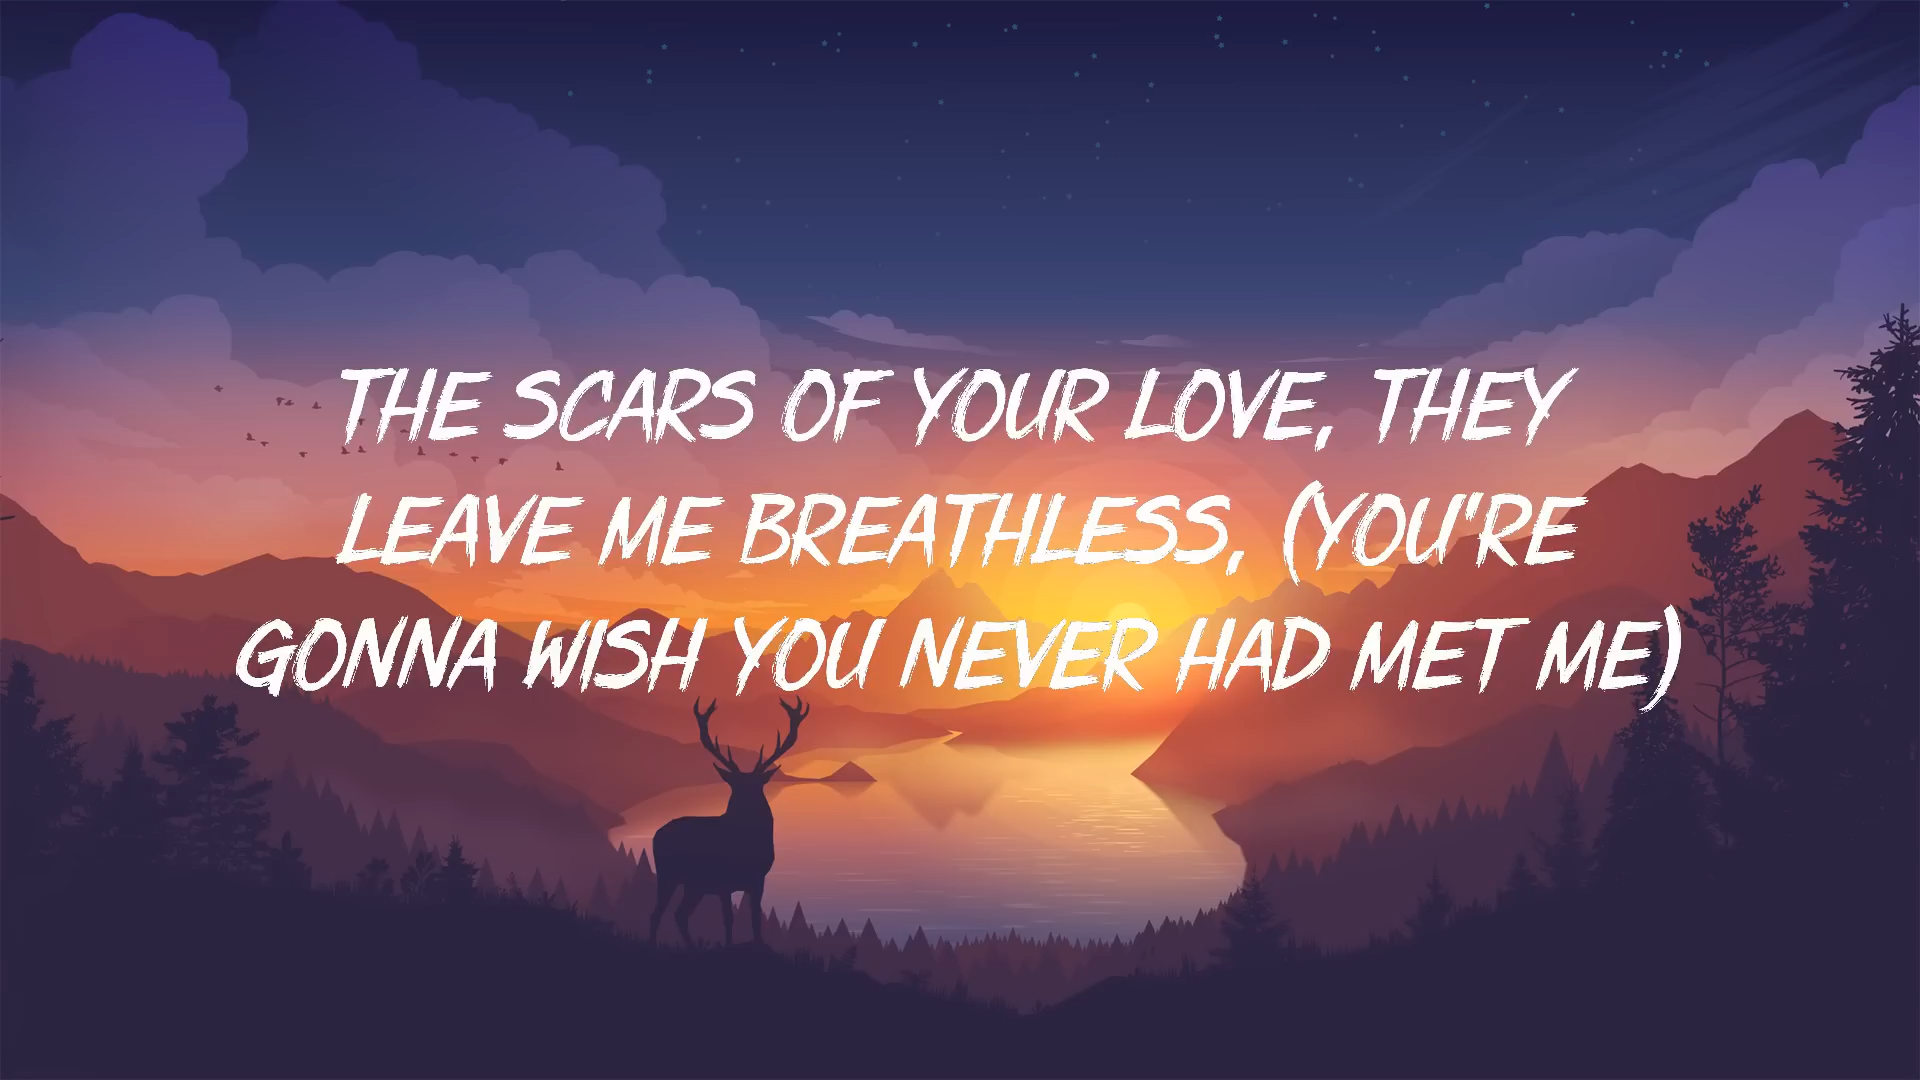 THE SCARS OF YOUR LOVE, THEY
LEAVE ME BREATHLESS, (YOU'RE
GONNA WISH YOU NEVER HAD MET ME)